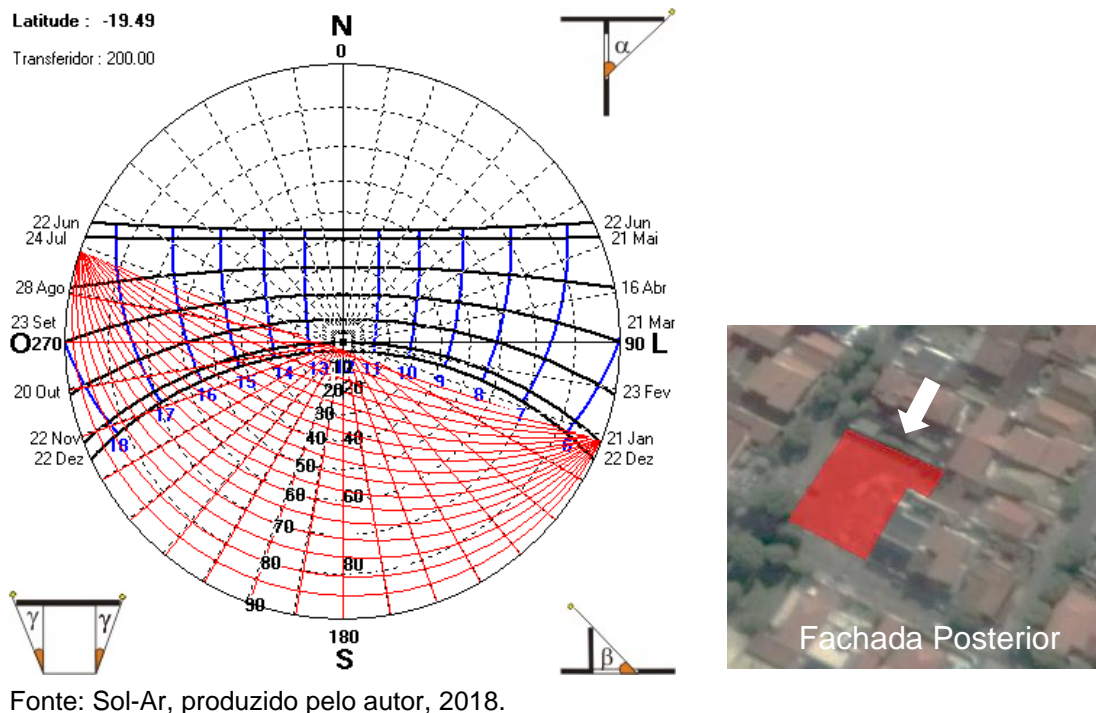 Latitude : -19.49
Transferidor : 200.00
N
0
α
22 Jun
24 Jul
28 Ago
23 Set
O 270
20 Out
22 Nov
22 Dez
22 Jun
21 Mai
16 Abr
21 Mar
90 L
23 Fev
21 Jan
22 Dez
18 17 16 15 14 13 12 11 10 9 8 7 6
20
30
40 40
50
60 60
70
80 80
90
180
S
γ γ
β
Fachada Posterior
Fonte: Sol-Ar, produzido pelo autor, 2018.